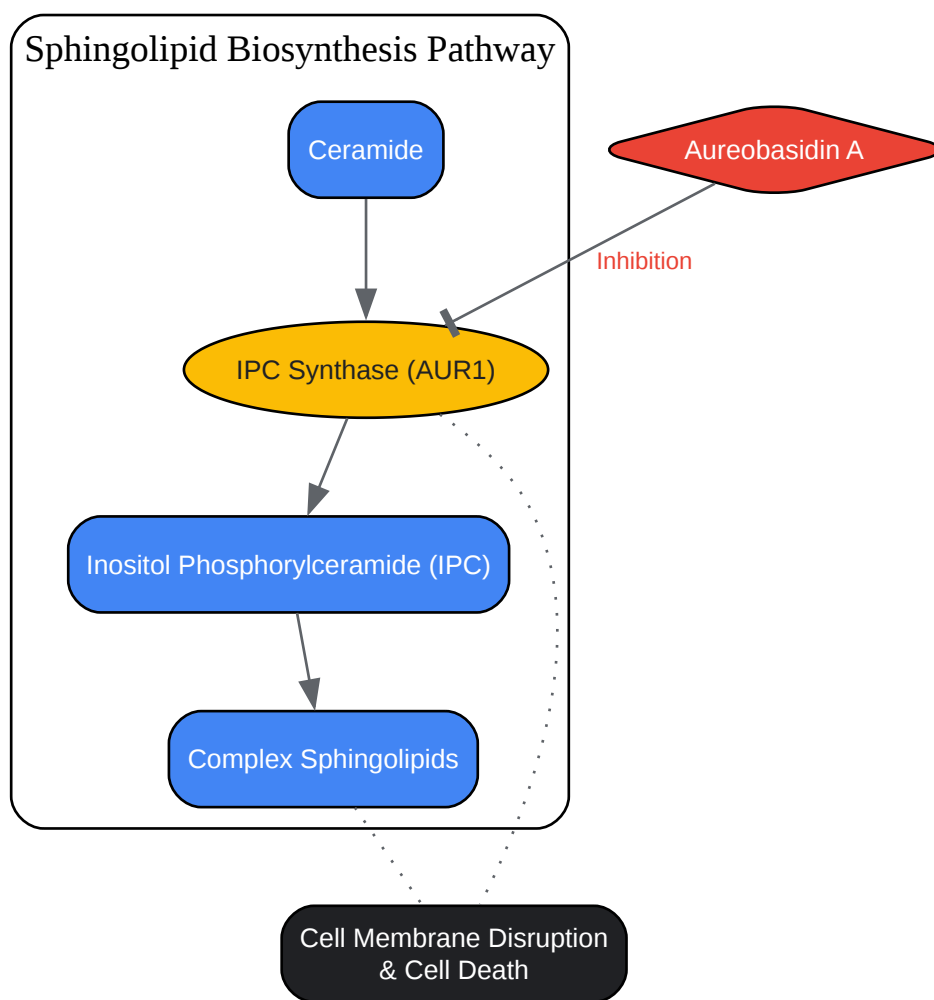 Sphingolipid Biosynthesis Pathway
Ceramide
Aureobasidin A
Inhibition
IPC Synthase (AUR1)
Inositol Phosphorylceramide (IPC)
Complex Sphingolipids
Cell Membrane Disruption
& Cell Death